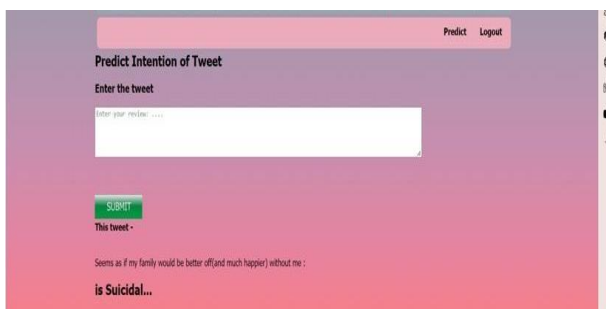 Predict Logout
Predict Intention of Tweet
Enter the tweet
Enter your review: ....
SUBMIT
This tweet -
Seems as if my family would be better off(and much happier) without me :
is Suicidal...